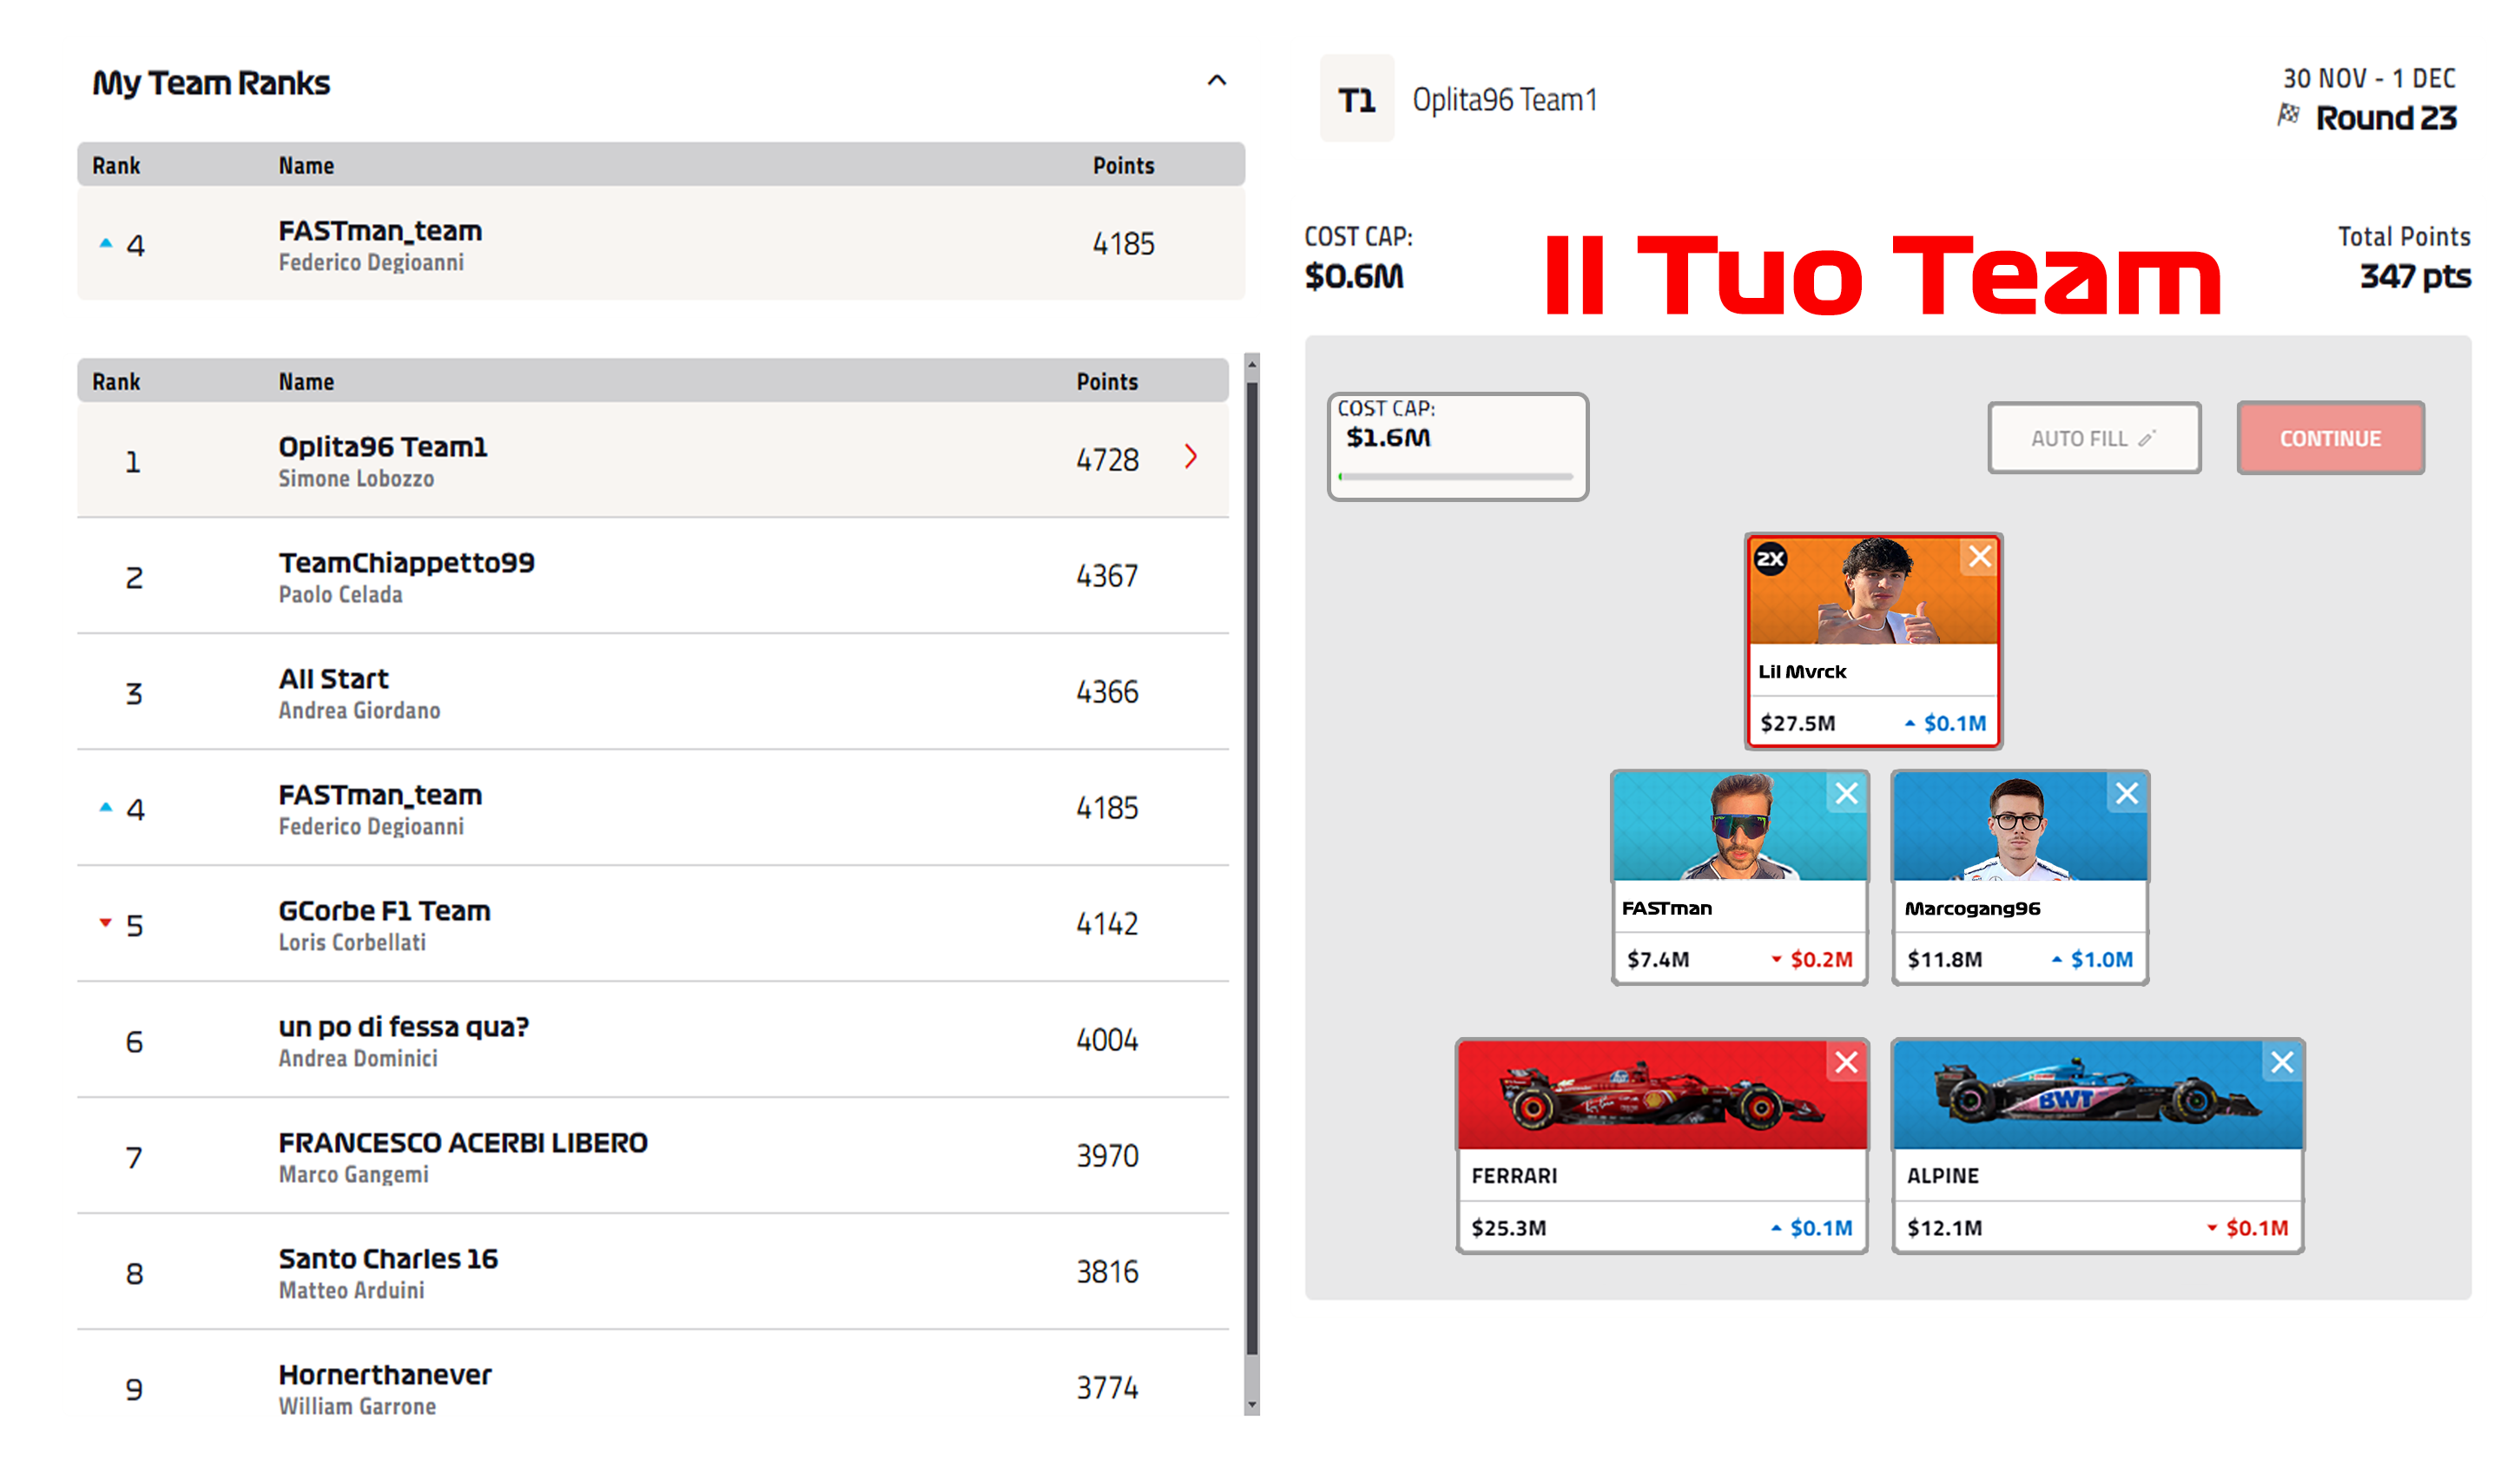 My Team Ranks
Rank Name Points
4 FASTman_team 4185
Federico Degioanni
Rank Name Points
1 Oplita96 Team1 4728
Simone Lobozzo
2 TeamChiappetto99 4367
Paolo Celada
3 All Start 4366
Andrea Giordano
4 FASTman_team 4185
Federico Degioanni
5 GCorbe F1 Team 4142
Loris Corbellati
6 un po di fessa qua? 4004
Andrea Dominici
7 FRANCESCO ACERBI LIBERO 3970
Marco Gangemi
8 Santo Charles 16 3816
Matteo Arduini
9 Hornerthanever 3774
William Garrone
T1 Oplita96 Team1
30 NOV - 1 DEC
Round 23
COST CAP:
$0.6M
Il Tuo Team
Total Points
347 pts
COST CAP:
$1.6M
AUTO FILL
CONTINUE
2X
Lil Mvrck
$27.5M $0.1M
FASTman
$7.4M $0.2M
Marcogang96
$11.8M $1.0M
FERRARI
$25.3M $0.1M
BWT
ALPINE
$12.1M $0.1M